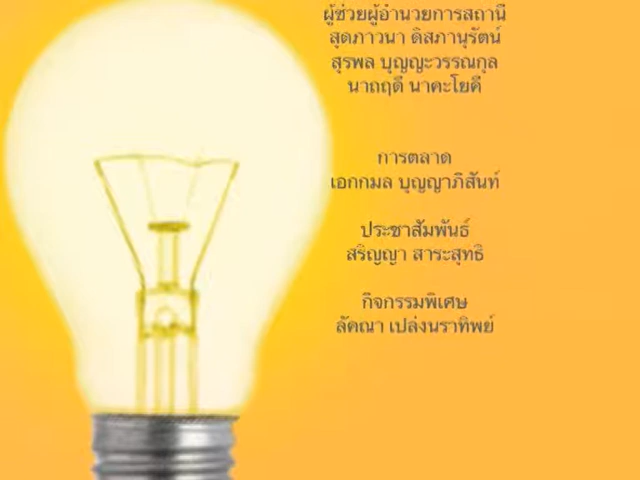 ผู้ช่วยผู้อำนวยการสถานี
สุดภาวนา ดิสภานุรัตน์
สุรพล บุญญะวรรณกุล
นาถฤดี นาคะโยคี
การตลาด
เอกกมล บุญญาภิสันท์
ประชาสัมพันธ์
สริญญา สาระสุทธิ
กิจกรรมพิเศษ
ลัคณา เปล่งนราทิพย์